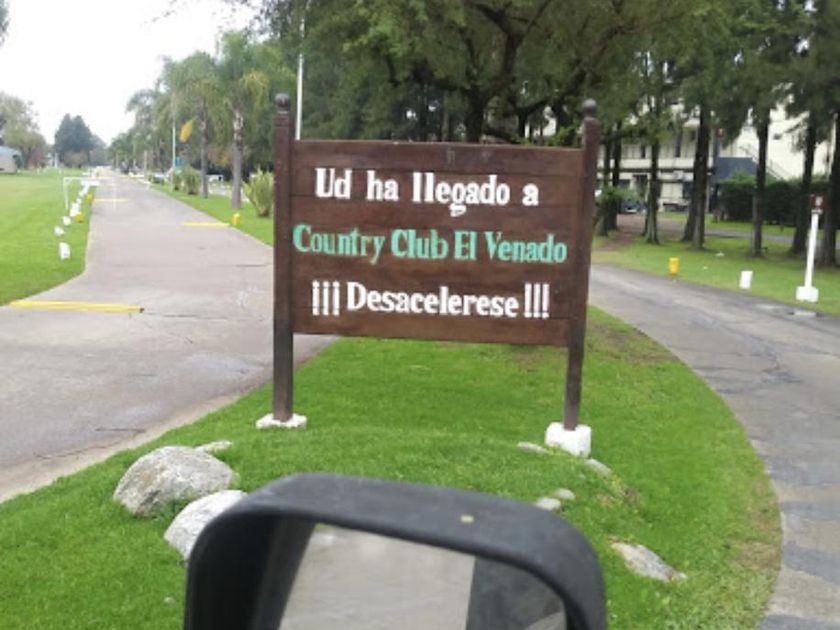 Ud ha llegado a
Country Club El Venado
¡¡¡Desacelerese!!!